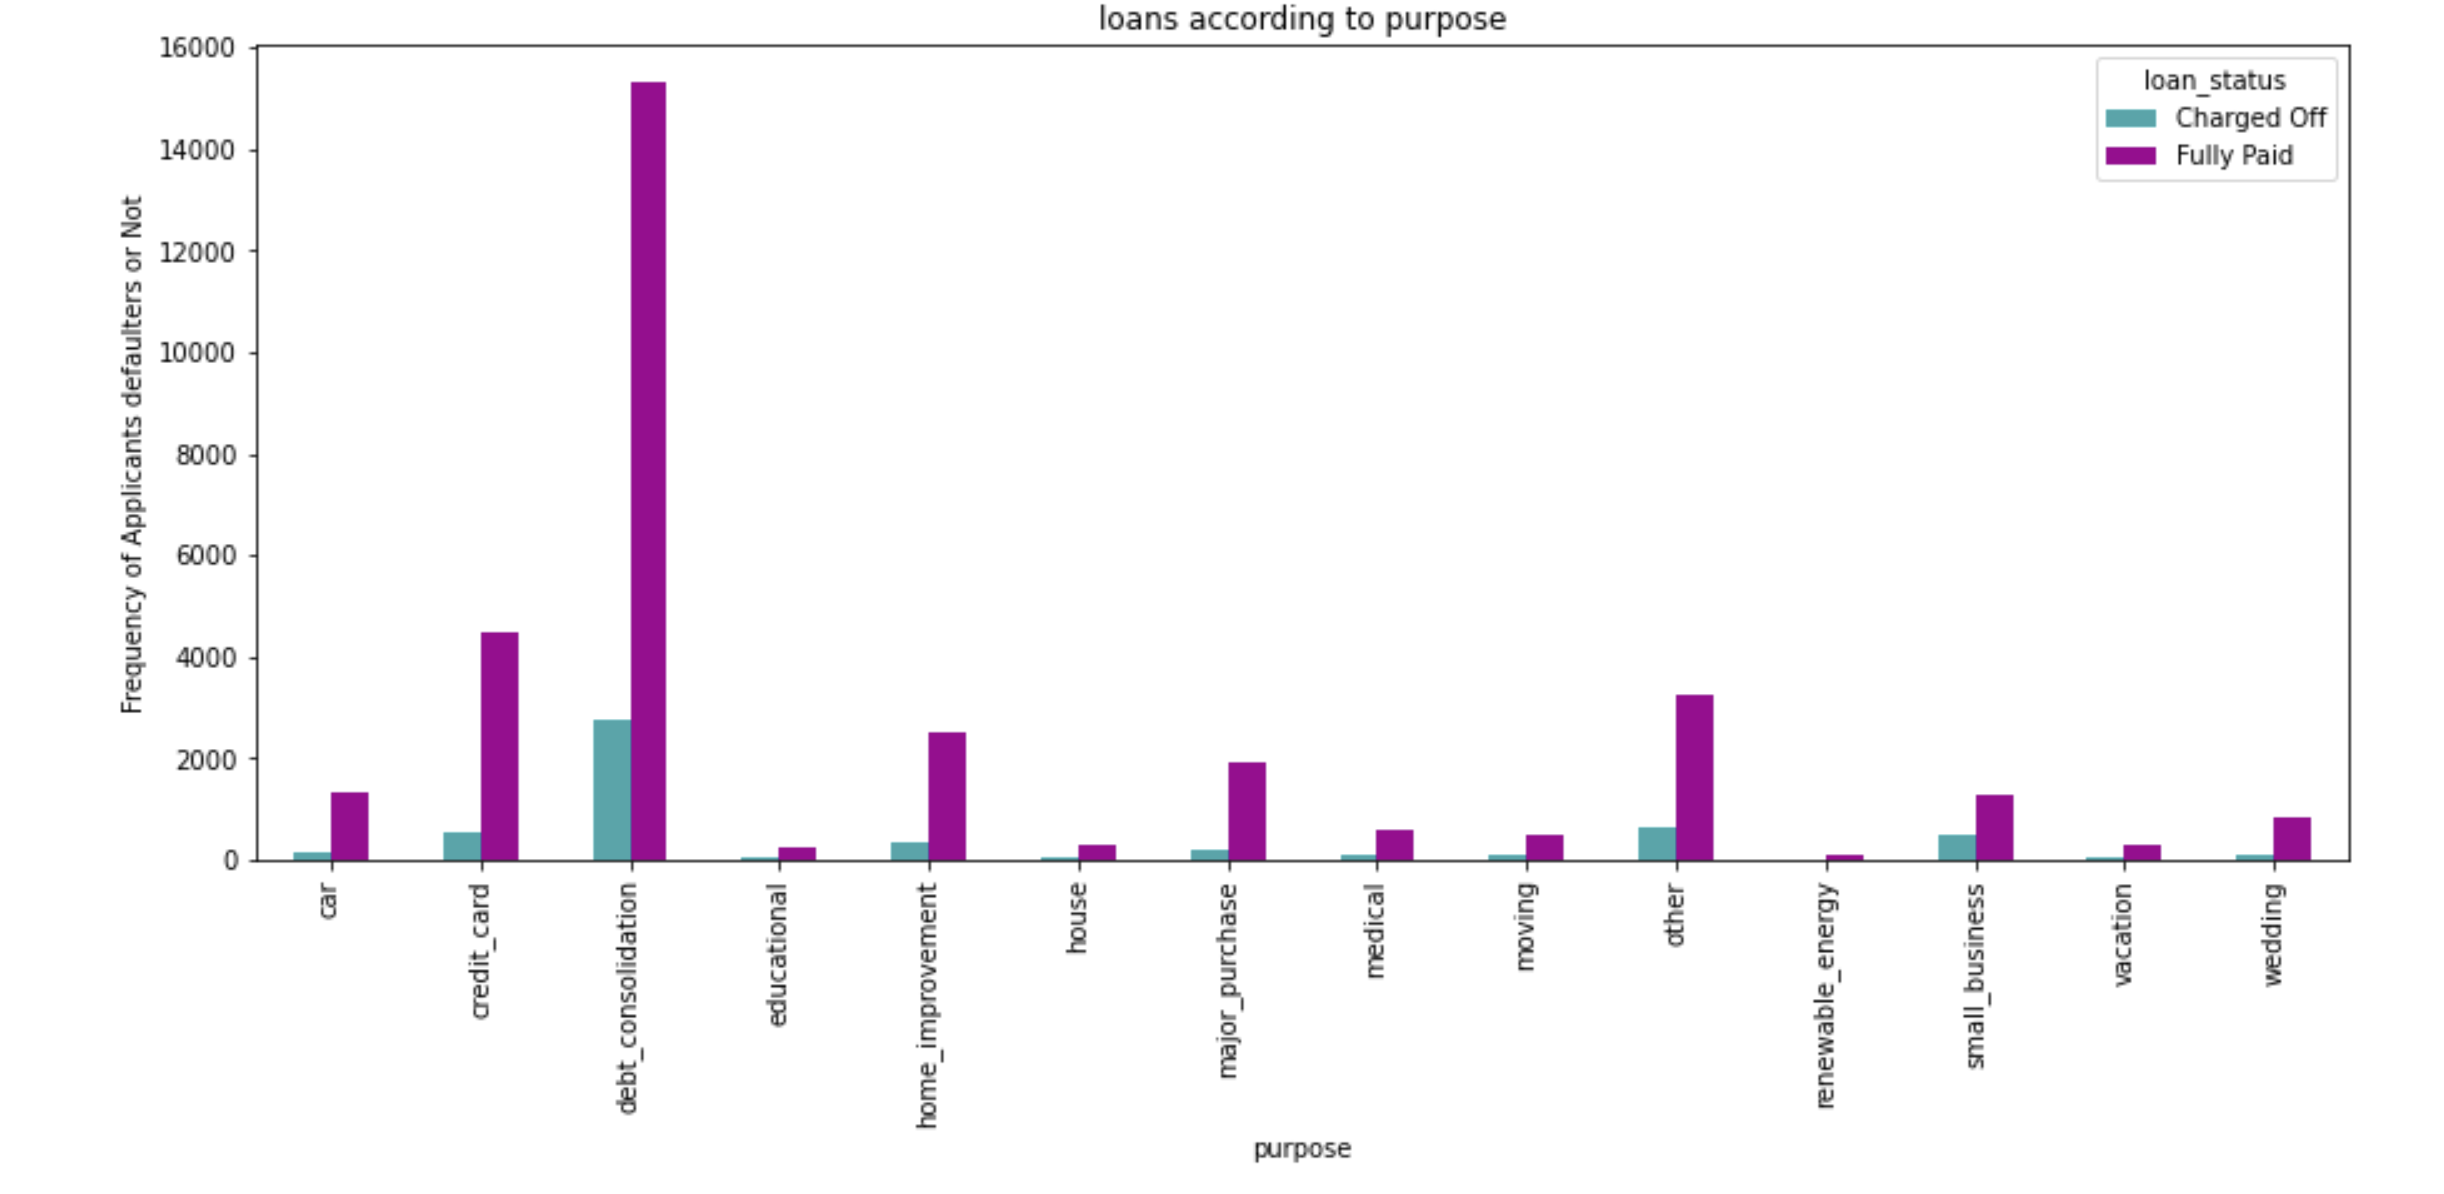 loans according to purpose
16000
14000
12000
10000
8000
6000
4000
2000
0
Frequency of Applicants defaulters or Not
loan_status
Charged Off
Fully Paid
car
credit_card
debt_consolidation
educational
home_improvement
house
major_purchase
medical
moving
other
renewable_energy
small_business
vacation
wedding
purpose